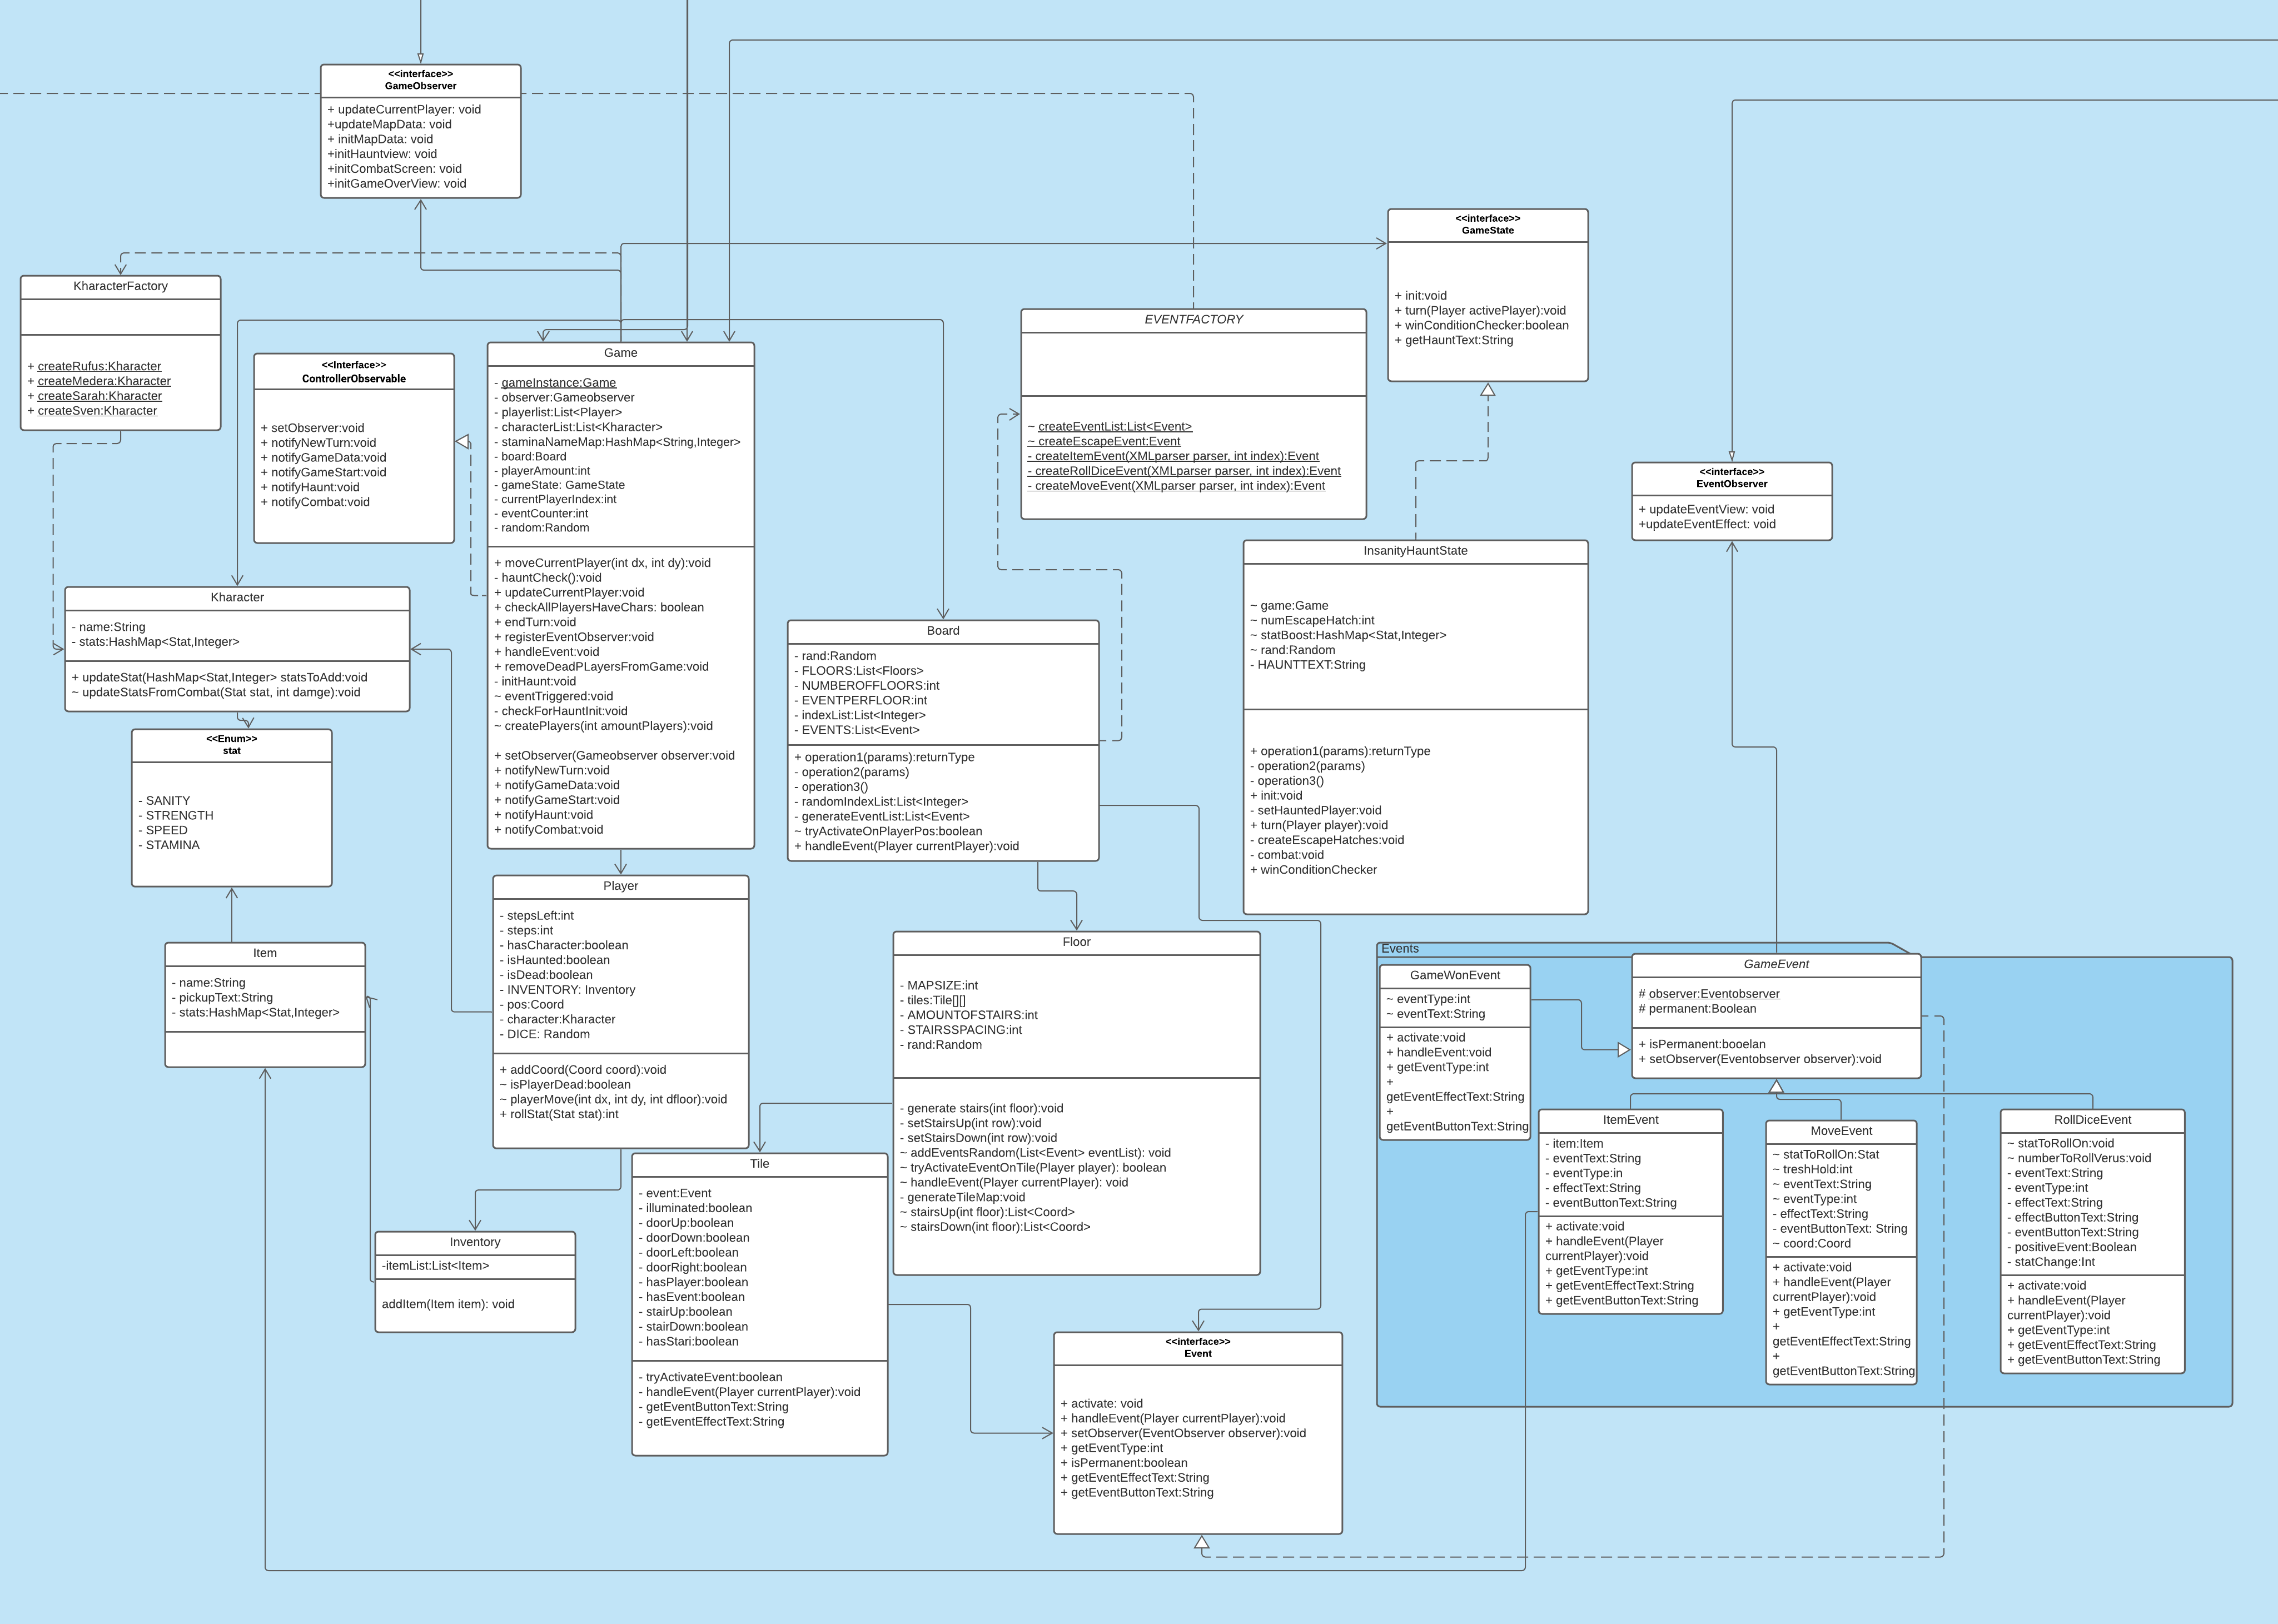 <<interface>>
GameObserver
+ updateCurrentPlayer: void
+updateMapData: void
+ initMapData: void
+initHauntview: void
+initCombatScreen: void
+initGameOverView: void
<<interface>>
GameState
+ init:void
+ turn(Player activePlayer):void
+ winConditionChecker:boolean
+ getHauntText:String
KharacterFactory
+ createRufus:Kharacter
+ createMedera:Kharacter
+ createSarah:Kharacter
+ createSven:Kharacter
<<Interface>>
ControllerObservable
+ setObserver:void
+ notifyNewTurn:void
+ notifyGameData:void
+ notifyGameStart:void
+ notifyHaunt:void
+ notifyCombat:void
Game
- gameInstance:Game
- observer:Gameobserver
- playerlist:List<Player>
- characterList:List<Kharacter>
- staminaNameMap:HashMap<String,Integer>
- board:Board
- playerAmount:int
- gameState: GameState
- currentPlayerIndex:int
- eventCounter:int
- random:Random
+ moveCurrentPlayer(int dx, int dy):void
- hauntCheck():void
+ updateCurrentPlayer:void
+ checkAllPlayersHaveChars: boolean
+ endTurn:void
+ registerEventObserver:void
+ handleEvent:void
+ removeDeadPLayersFromGame:void
- initHaunt:void
~ eventTriggered:void
- checkForHauntInit:void
~ createPlayers(int amountPlayers):void
+ setObserver(Gameobserver observer:void
+ notifyNewTurn:void
+ notifyGameData:void
+ notifyGameStart:void
+ notifyHaunt:void
+ notifyCombat:void
EVENTFACTORY
~ createEventList:List<Event>
~ createEscapeEvent:Event
- createItemEvent(XMLparser parser, int index):Event
- createRollDiceEvent(XMLparser parser, int index):Event
- createMoveEvent(XMLparser parser, int index):Event
<<interface>>
EventObserver
+ updateEventView: void
+updateEventEffect: void
InsanityHauntState
~ game:Game
~ numEscapeHatch:int
~ statBoost:HashMap<Stat,Integer>
~ rand:Random
- HAUNTTEXT:String
+ operation1(params):returnType
- operation2(params)
- operation3()
+ init:void
- setHauntedPlayer:void
+ turn(Player player):void
- createEscapeHatches:void
- combat:void
+ winConditionChecker
Kharacter
- name:String
- stats:HashMap<Stat,Integer>
+ updateStat(HashMap<Stat,Integer> statsToAdd:void
~ updateStatsFromCombat(Stat stat, int damge):void
Board
- rand:Random
- FLOORS:List<Floors>
- NUMBEROFFLOORS:int
- EVENTPERFLOOR:int
- indexList:List<Integer>
- EVENTS:List<Event>
+ operation1(params):returnType
- operation2(params)
- operation3()
- randomIndexList:List<Integer>
- generateEventList:List<Event>
~ tryActivateOnPlayerPos:boolean
+ handleEvent(Player currentPlayer):void
<<Enum>>
stat
- SANITY
- STRENGTH
- SPEED
- STAMINA
Player
- stepsLeft:int
- steps:int
- hasCharacter:boolean
- isHaunted:boolean
- isDead:boolean
- INVENTORY: Inventory
- pos:Coord
- character:Kharacter
- DICE: Random
+ addCoord(Coord coord):void
~ isPlayerDead:boolean
~ playerMove(int dx, int dy, int dfloor):void
+ rollStat(Stat stat):int
Item
- name:String
- pickupText:String
- stats:HashMap<Stat,Integer>
Floor
- MAPSIZE:int
- tiles:Tile[][]
- AMOUNTOFSTAIRS:int
- STAIRSSPACING:int
- rand:Random
- generate stairs(int floor):void
- setStairsUp(int row):void
- setStairsDown(int row):void
~ addEventsRandom(List<Event> eventList): void
~ tryActivateEventOnTile(Player player): boolean
~ handleEvent(Player currentPlayer): void
- generateTileMap:void
~ stairsUp(int floor):List<Coord>
~ stairsDown(int floor):List<Coord>
Events
GameWonEvent
~ eventType:int
~ eventText:String
+ activate:void
+ handleEvent:void
+ getEventType:int
+
getEventEffectText:String
+
getEventButtonText:String
GameEvent
# observer:Eventobserver
# permanent:Boolean
+ isPermanent:booelan
+ setObserver(Eventobserver observer):void
ItemEvent
- item:Item
- eventText:String
- eventType:in
- effectText:String
- eventButtonText:String
+ activate:void
+ handleEvent(Player
currentPlayer):void
+ getEventType:int
+ getEventEffectText:String
+ getEventButtonText:String
MoveEvent
~ statToRollOn:Stat
~ treshHold:int
~ eventText:String
~ eventType:int
- effectText:String
- eventButtonText: String
~ coord:Coord
+ activate:void
+ handleEvent(Player
currentPlayer):void
+ getEventType:int
+
getEventEffectText:String
+
getEventButtonText:String
RollDiceEvent
~ statToRollOn:void
~ numberToRollVerus:void
- eventText:String
- eventType:int
- effectText:String
- effectButtonText:String
- eventButtonText:String
- positiveEvent:Boolean
- statChange:Int
+ activate:void
+ handleEvent(Player
currentPlayer):void
+ getEventType:int
+ getEventEffectText:String
+ getEventButtonText:String
Tile
- event:Event
- illuminated:boolean
- doorUp:boolean
- doorDown:boolean
- doorLeft:boolean
- doorRight:boolean
- hasPlayer:boolean
- hasEvent:boolean
- stairUp:boolean
- stairDown:boolean
- hasStari:boolean
- tryActivateEvent:boolean
- handleEvent(Player currentPlayer):void
- getEventButtonText:String
- getEventEffectText:String
Inventory
-itemList:List<Item>
addItem(Item item): void
<<interface>>
Event
+ activate: void
+ handleEvent(Player currentPlayer):void
+ setObserver(EventObserver observer):void
+ getEventType:int
+ isPermanent:boolean
+ getEventEffectText:String
+ getEventButtonText:String